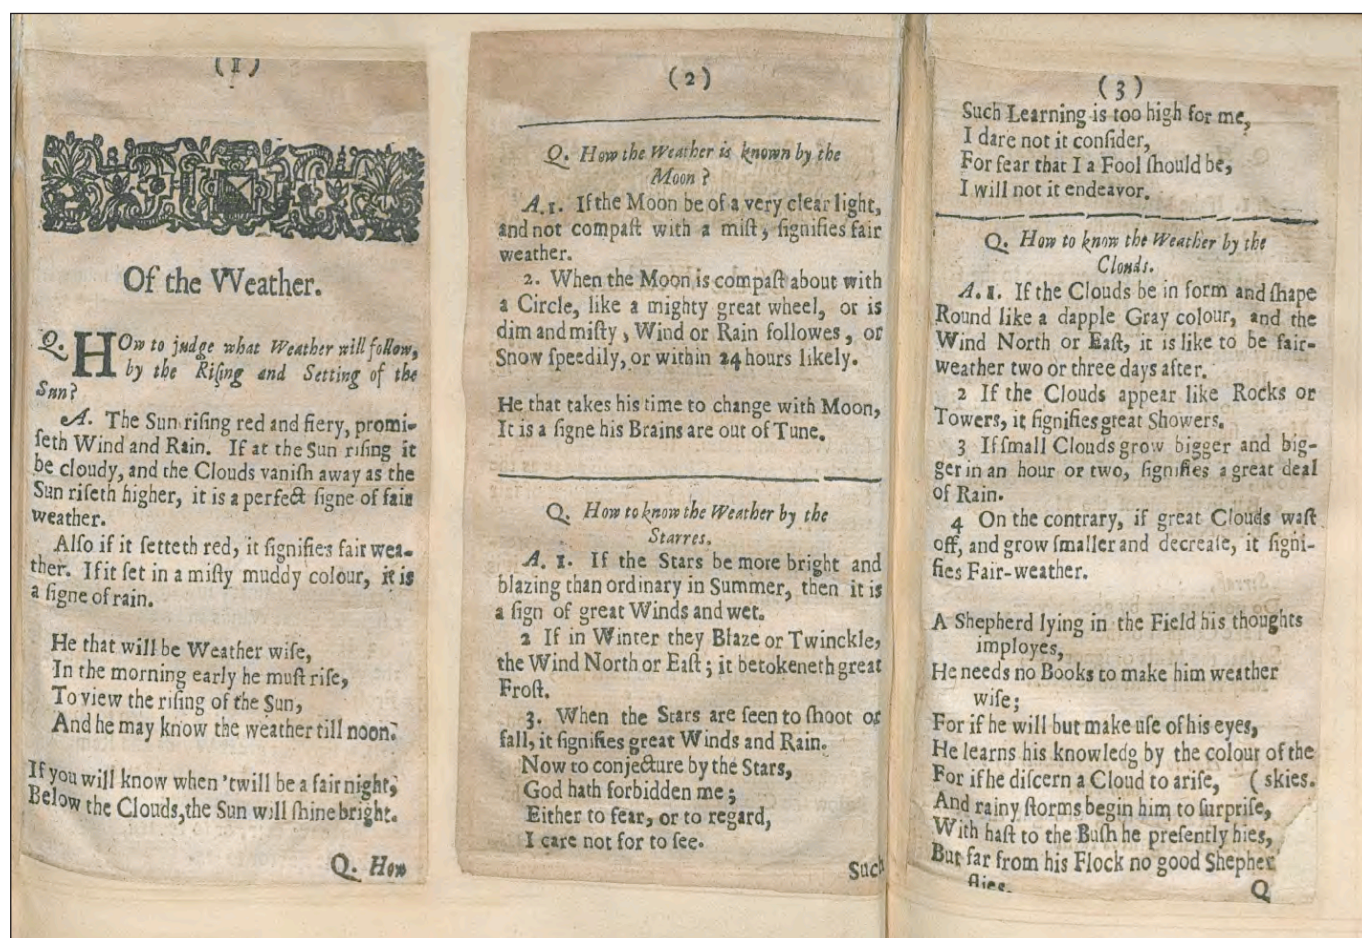 (1)
Of the VVeather.
Q. HOw to judge what Weather will follow,
by the Riſing and Setting of the
Sun?
A. The Sun riſing red and fiery, promi-
ſeth Wind and Rain. If at the Sun riſing it
be cloudy, and the Clouds vaniſh away as the
Sun riſeth higher, it is a perfect ſigne of fair
weather.
Alſo if it ſetteth red, it ſignifies fair wea-
ther. If it ſet in a miſty muddy colour, it is
a ſigne of rain.
He that will be Weather wiſe,
In the morning early he muſt riſe,
To view the riſing of the Sun,
And he may know the weather till noon.
If you will know when 'twill be a fair night,
Below the Clouds, the Sun will ſhine bright.
Q. How
(2)
Q. How the Weather is known by the
Moon?
A. 1. If the Moon be of a very clear light,
and not compaſt with a miſt, ſignifies fair
weather.
2. When the Moon is compaſt about with
a Circle, like a mighty great wheel, or is
dim and miſty, Wind or Rain followes, or
Snow ſpeedily, or within 24 hours likely.
He that takes his time to change with Moon,
It is a ſigne his Brains are out of Tune.
Q. How to know the Weather by the
Starres.
A. 1. If the Stars be more bright and
blazing than ordinary in Summer, then it is
a ſign of great Winds and wet.
2 If in Winter they Blaze or Twinckle,
the Wind North or Eaſt; it betokeneth great
Froſt.
3. When the Stars are ſeen to ſhoot or
fall, it ſignifies great Winds and Rain.
Now to conjecture by the Stars,
God hath forbidden me;
Either to fear, or to regard,
I care not for to ſee.
Such
(3)
Such Learning is too high for me,
I dare not it conſider,
For fear that I a Fool ſhould be,
I will not it endeavor.
Q. How to know the Weather by the
Clouds.
A. 1. If the Clouds be in form and ſhape
Round like a dapple Gray colour, and the
Wind North or Eaſt, it is like to be fair-
weather two or three days after.
2 If the Clouds appear like Rocks or
Towers, it ſignifies great Showers.
3 If ſmall Clouds grow bigger and big-
ger in an hour or two, ſignifies a great deal
of Rain.
4 On the contrary, if great Clouds waſt
off, and grow ſmaller and decreaſe, it ſigni-
fies Fair-weather.
A Shepherd lying in the Field his thoughts
imployes,
He needs no Books to make him weather
wiſe;
For if he will but make uſe of his eyes,
He learns his knowledg by the colour of the
For if he diſcern a Cloud to ariſe, (skies.
And rainy ſtorms begin him to ſurpriſe,
With haſt to the Buſh he preſently hies,
But far from his Flock no good Shepher
flies.
Q